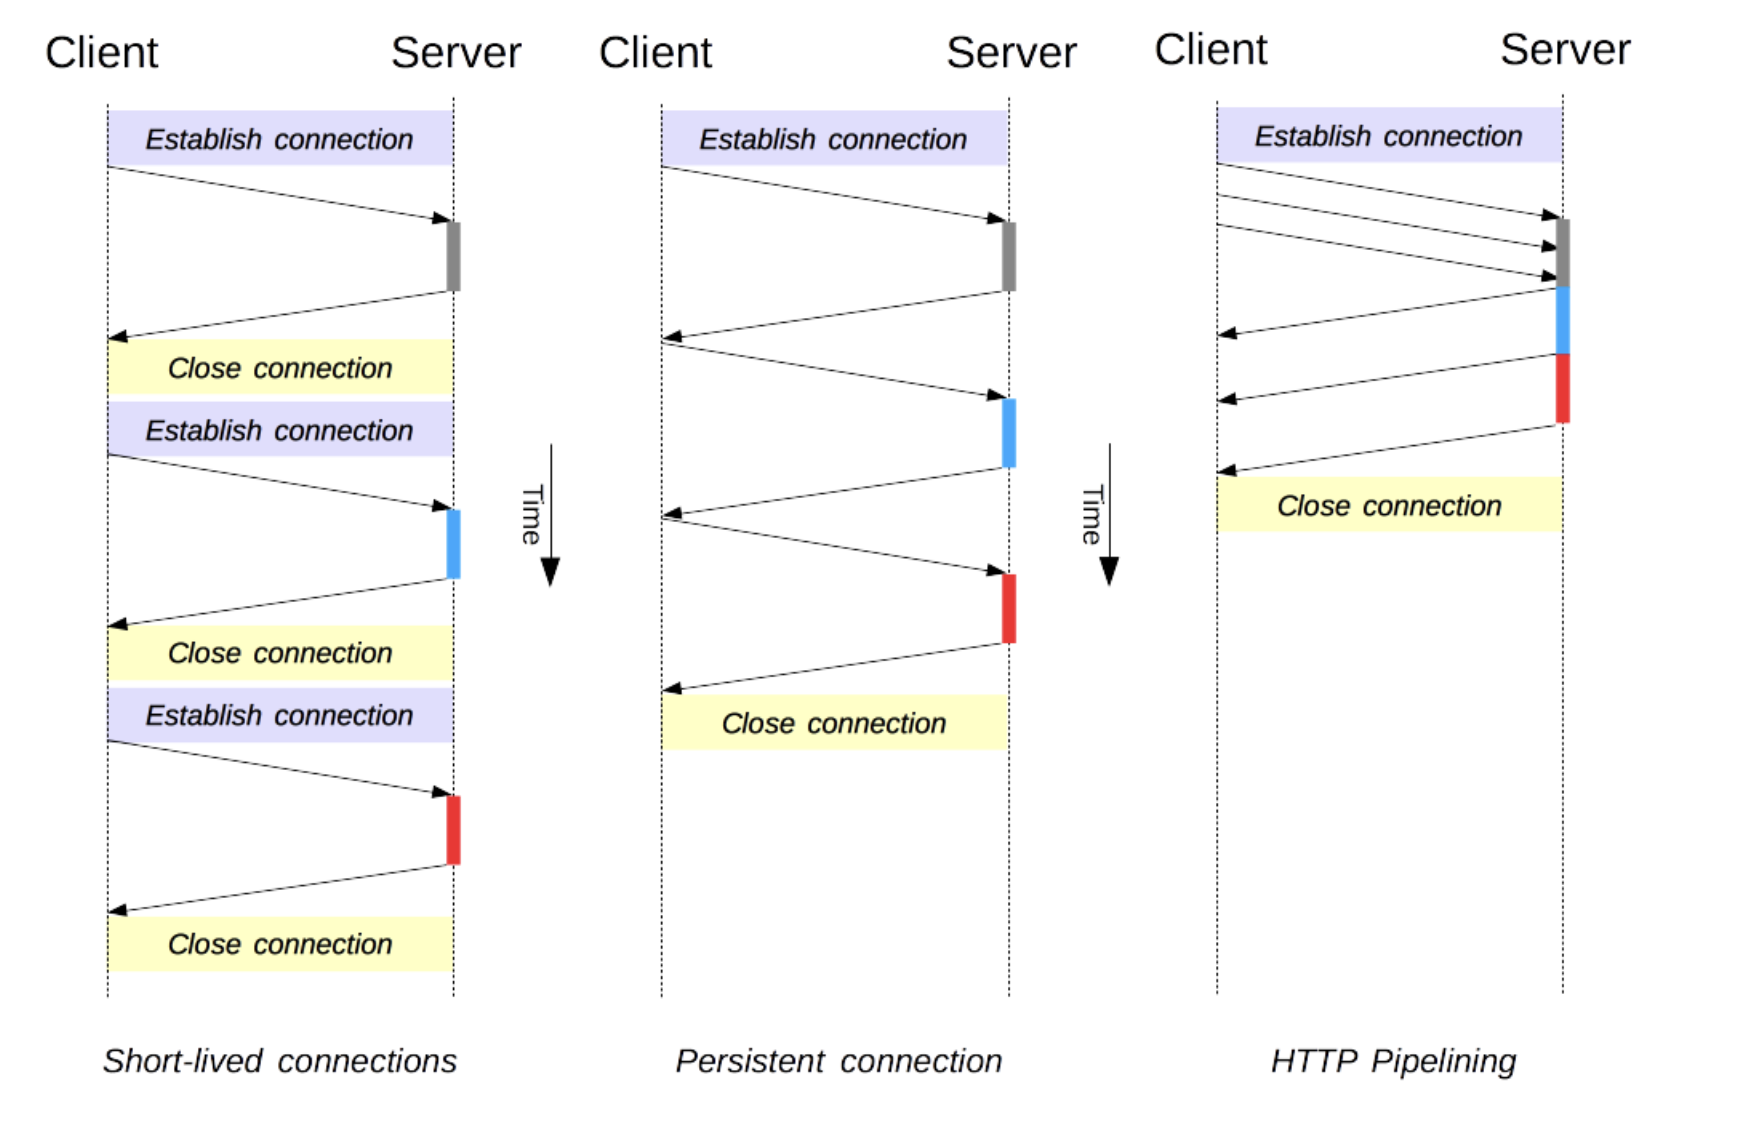 Client
Server
Establish connection
Close connection
Establish connection
Close connection
Establish connection
Close connection
Short-lived connections
Time
Client
Server
Establish connection
Close connection
Persistent connection
Time
Client
Server
Establish connection
Close connection
HTTP Pipelining